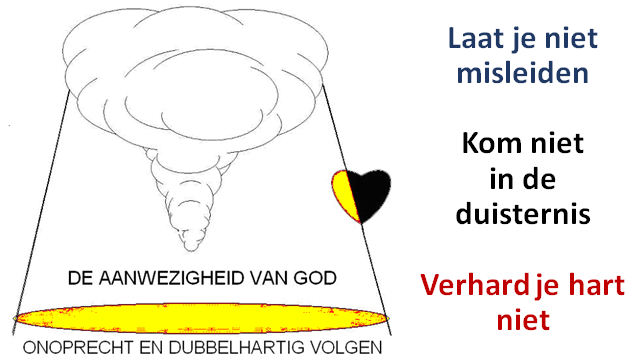 DE AANWEZIGHEID VAN GOD
ONOPRECHT EN DUBBELHARTIG VOLGEN
Laat je niet
misleiden
Kom niet
in de
duisternis
Verhard je hart
niet